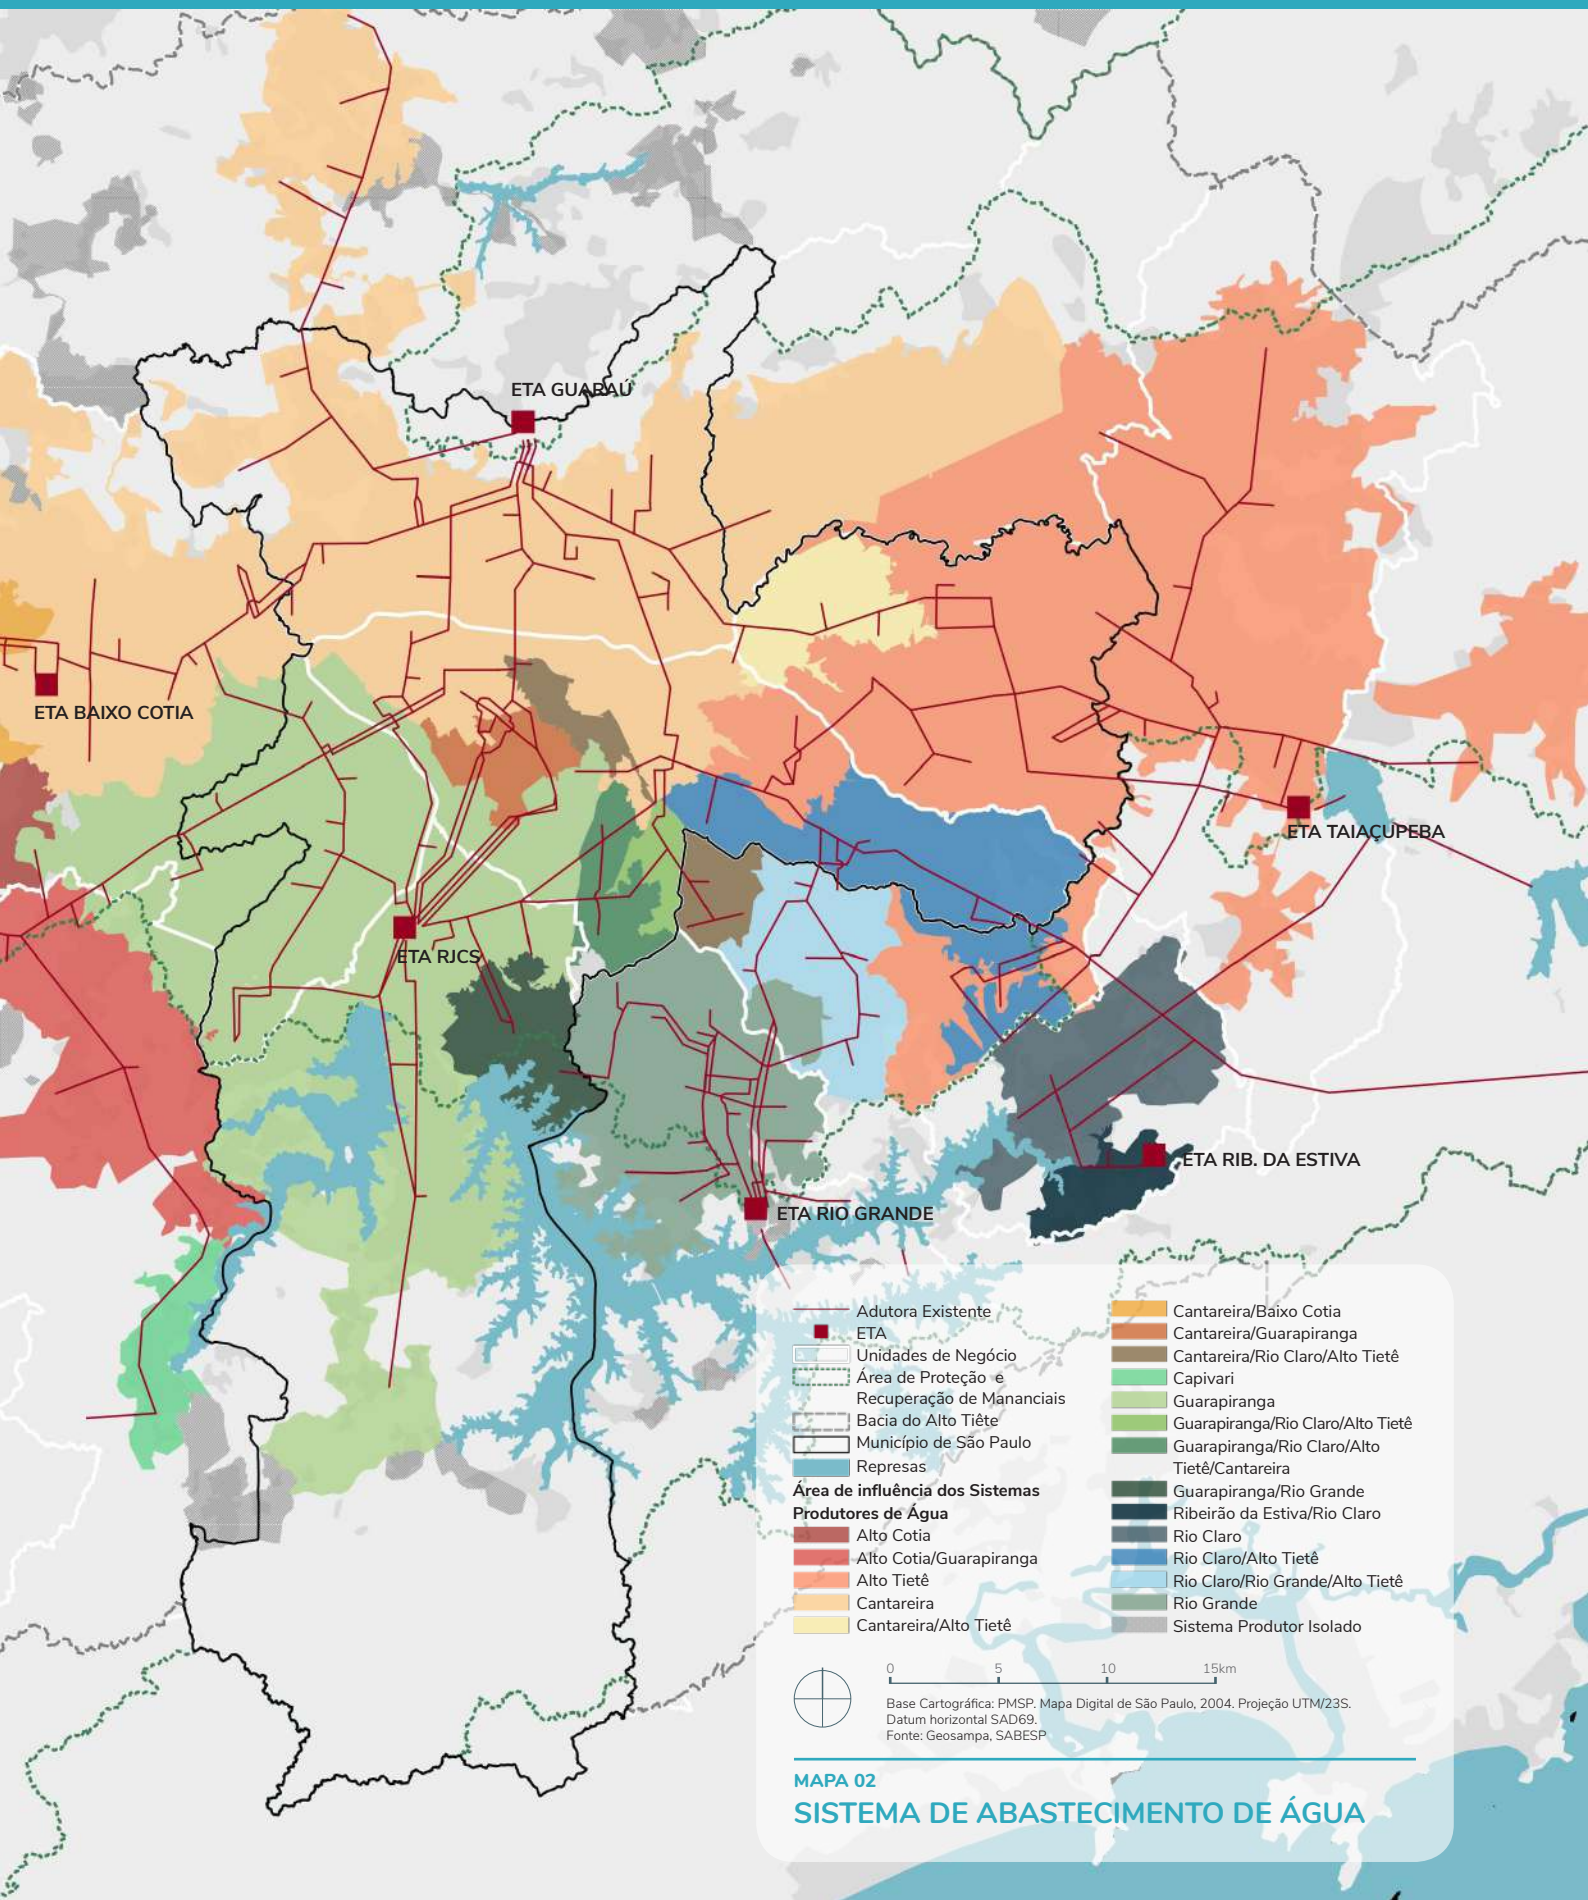 ETA GUARAÚ
ETA BAIXO COTIA
ETA TAIAÇUPEBA
ETA RJCS
ETA RIB. DA ESTIVA
ETA RIO GRANDE
Adutora Existente
ETA
Unidades de Negócio
Área de Proteção e
Recuperação de Mananciais
Bacia do Alto Tiête
Município de São Paulo
Represas
Área de influência dos Sistemas
Produtores de Água
Alto Cotia
Alto Cotia/Guarapiranga
Alto Tietê
Cantareira
Cantareira/Alto Tietê
Cantareira/Baixo Cotia
Cantareira/Guarapiranga
Cantareira/Rio Claro/Alto Tietê
Capivari
Guarapiranga
Guarapiranga/Rio Claro/Alto Tietê
Guarapiranga/Rio Claro/Alto
Tietê/Cantareira
Guarapiranga/Rio Grande
Ribeirão da Estiva/Rio Claro
Rio Claro
Rio Claro/Alto Tietê
Rio Claro/Rio Grande/Alto Tietê
Rio Grande
Sistema Produtor Isolado
0 5 10 15km
Base Cartográfica: PMSP. Mapa Digital de São Paulo, 2004. Projeção UTM/23S.
Datum horizontal SAD69.
Fonte: Geosampa, SABESP
MAPA 02
SISTEMA DE ABASTECIMENTO DE ÁGUA